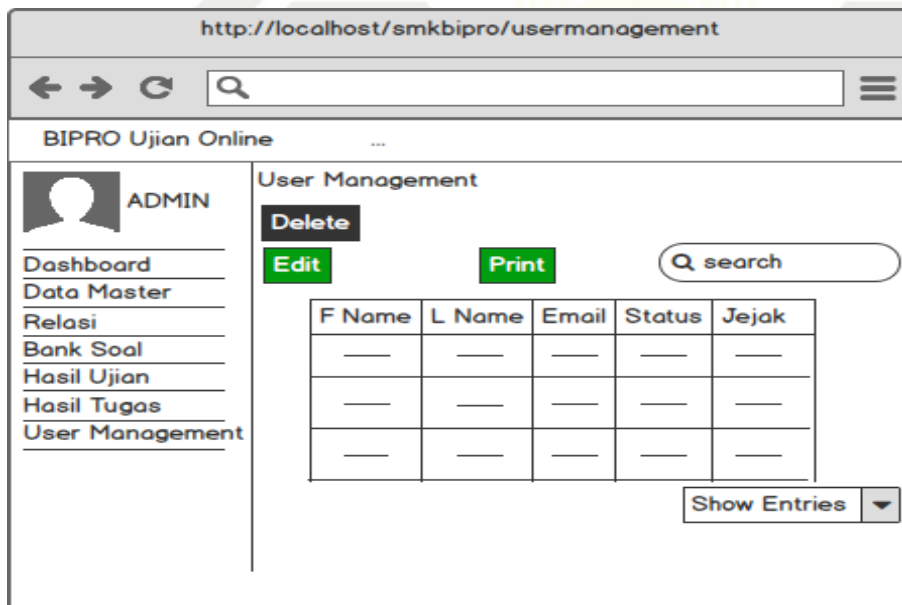 http://localhost/smkbipro/usermanagement
BIPRO Ujian Online ...
ADMIN
Dashboard
Data Master
Relasi
Bank Soal
Hasil Ujian
Hasil Tugas
User Management
User Management
Delete
Edit Print search
F Name L Name Email Status Jejak
Show Entries